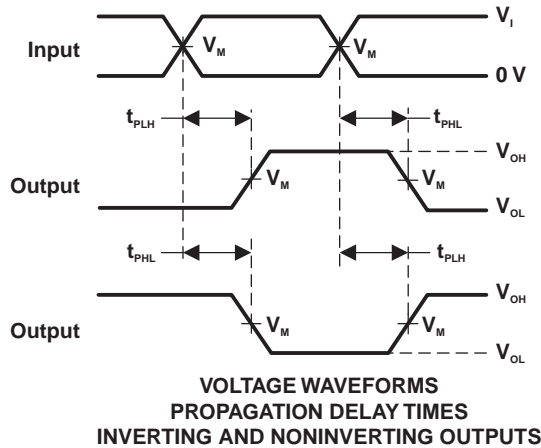 V_I
Input
V_M
V_M
0 V
t_PLH
t_PHL
V_OH
Output
V_M
V_M
V_OL
t_PHL
t_PLH
V_OH
Output
V_M
V_M
V_OL
VOLTAGE WAVEFORMS
PROPAGATION DELAY TIMES
INVERTING AND NONINVERTING OUTPUTS